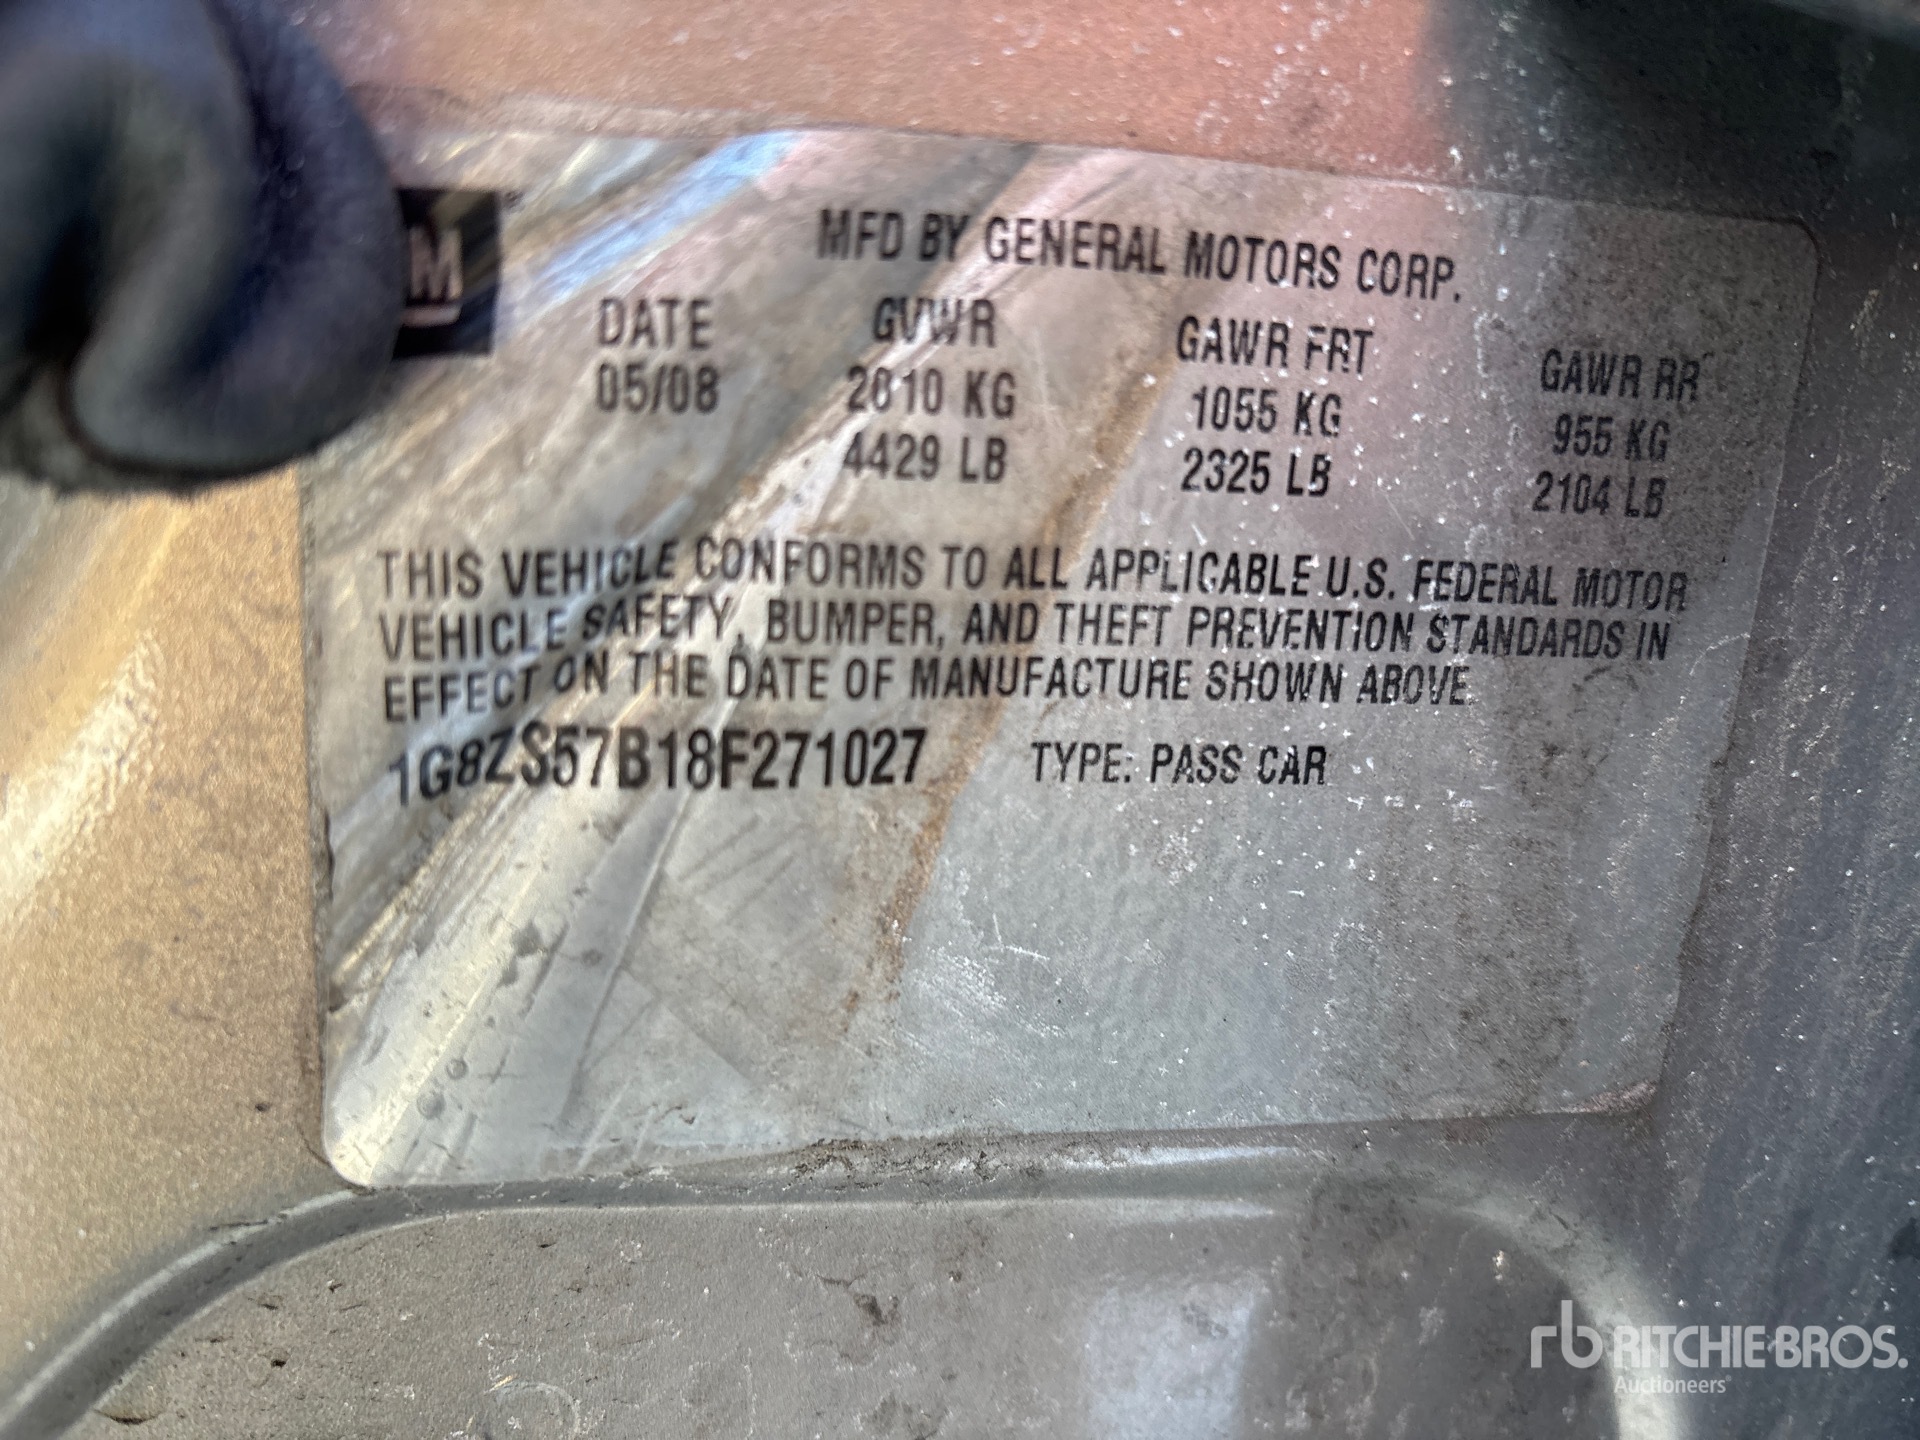 M
MFD BY GENERAL MOTORS CORP.
DATE GVWR GAWR FRT GAWR RR
05/08 2010 KG 1055 KG 955 KG
4429 LB 2325 LB 2104 LB
THIS VEHICLE CONFORMS TO ALL APPLICABLE U.S. FEDERAL MOTOR
VEHICLE SAFETY, BUMPER, AND THEFT PREVENTION STANDARDS IN
EFFECT ON THE DATE OF MANUFACTURE SHOWN ABOVE.
1G8ZS57B18F271027 TYPE: PASS CAR
rb RITCHIE BROS.
Auctioneers